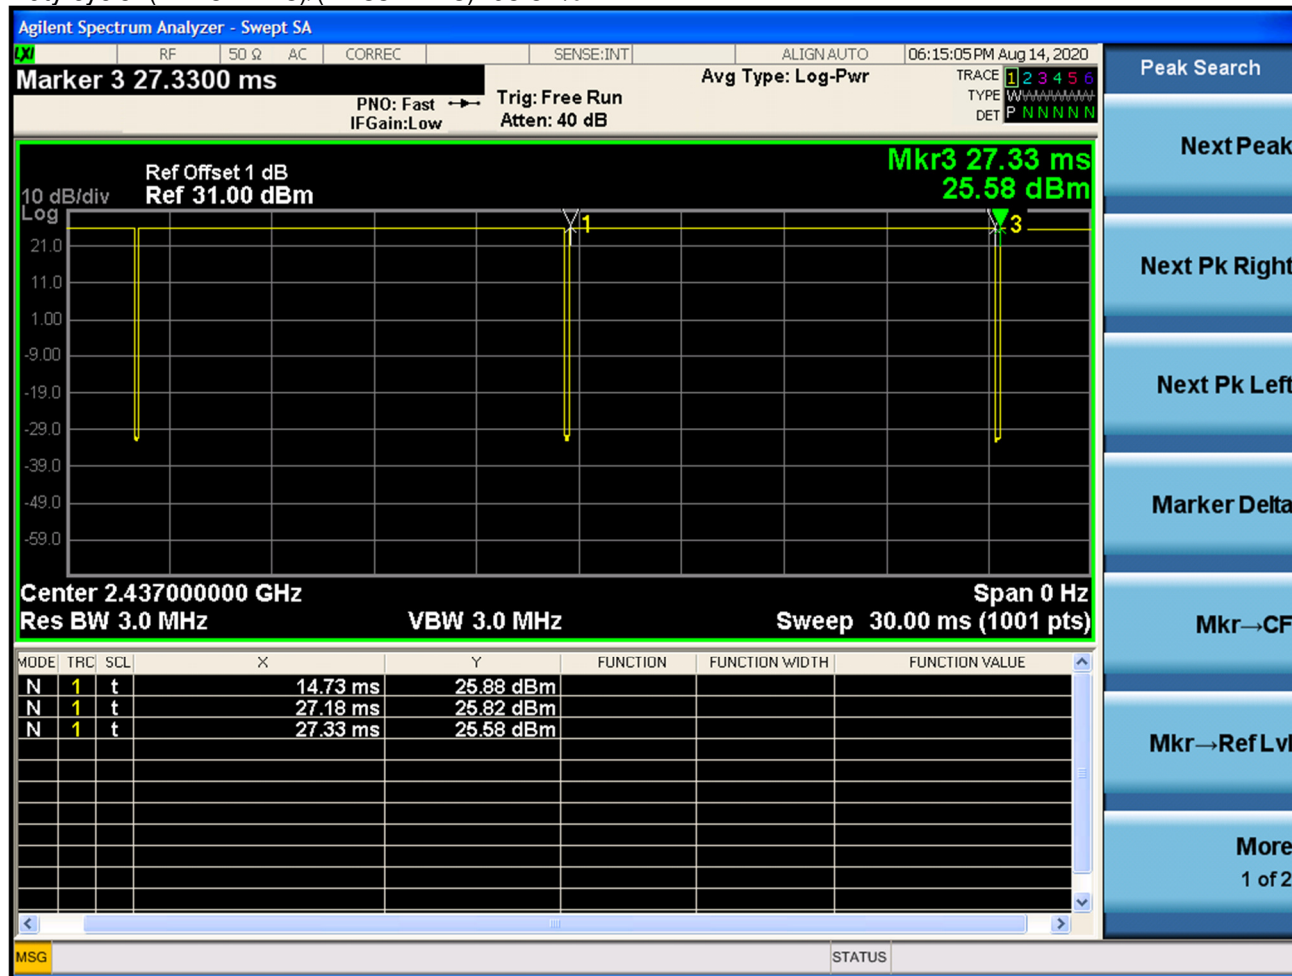 Agilent Spectrum Analyzer - Swept SA
LXI RF 50 Ω AC CORREC SENSE:INT ALIGN AUTO 06:15:05 PM Aug 14, 2020
Marker 3 27.3300 ms
PNO: Fast
IFGain:Low
Trig: Free Run
Atten: 40 dB
Avg Type: Log-Pwr
TRACE 1 2 3 4 5 6
TYPE WWWWWW
DET P N N N N N
Peak Search
Next Peak
Next Pk Right
Next Pk Left
Marker Delta
Mkr→CF
Mkr→Ref Lvl
More
1 of 2
Ref Offset 1 dB
10 dB/div Ref 31.00 dBm
Log
Mkr3 27.33 ms
25.58 dBm
1
3
21.0
11.0
1.00
-9.00
-19.0
-29.0
-39.0
-49.0
-59.0
Center 2.437000000 GHz Span 0 Hz
Res BW 3.0 MHz VBW 3.0 MHz Sweep 30.00 ms (1001 pts)
MODE TRC SCL X Y FUNCTION FUNCTION WIDTH FUNCTION VALUE
N 1 t 14.73 ms 25.88 dBm
N 1 t 27.18 ms 25.82 dBm
N 1 t 27.33 ms 25.58 dBm
MSG STATUS